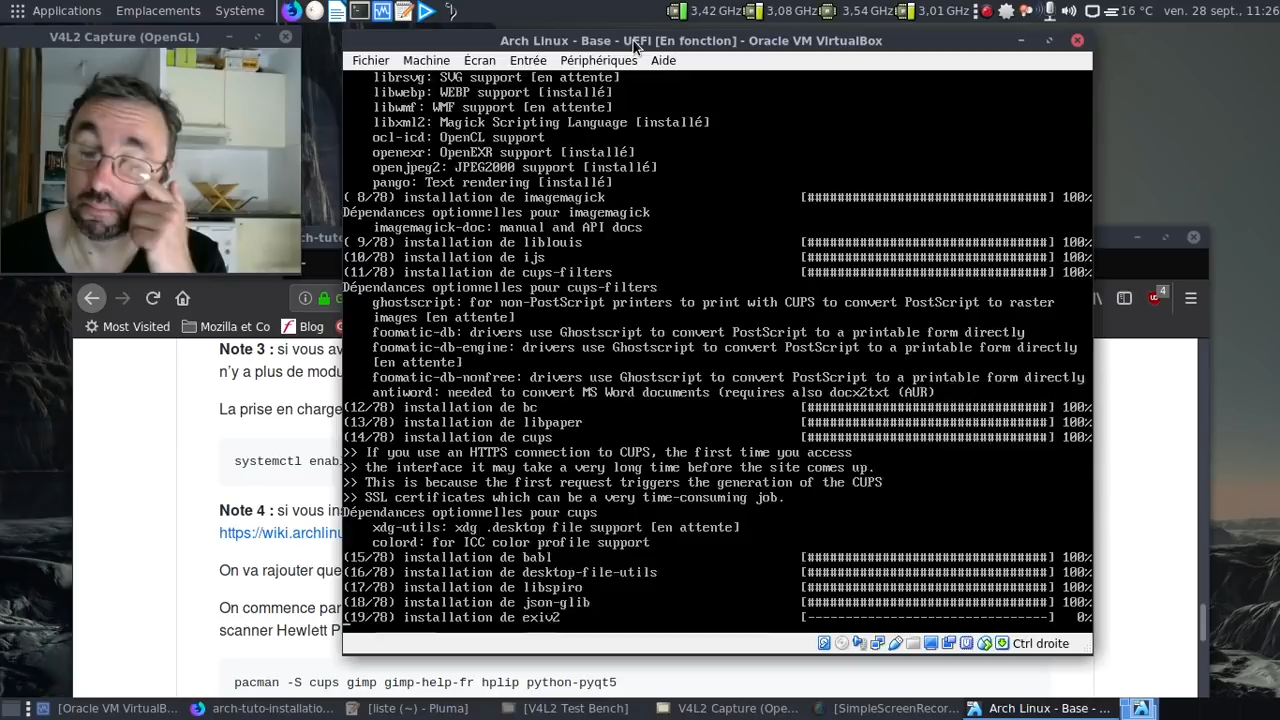 Applications Emplacements Système 3,42 GHz 3,08 GHz 3,54 GHz 3,01 GHz 16 °C ven. 28 sept., 11:26
V4L2 Capture (OpenGL)
Arch Linux - Base - UEFI [En fonction] - Oracle VM VirtualBox
Fichier Machine Écran Entrée Périphériques Aide
librsvg: SVG support [en attente]
libwebp: WEBP support [installé]
libwmf: WMF support [en attente]
libxml2: Magick Scripting Language [installé]
ocl-icd: OpenCL support
openexr: OpenEXR support [installé]
openjpeg2: JPEG2000 support [installé]
pango: Text rendering [installé]
( 8/78) installation de imagemagick [################################] 100%
Dépendances optionnelles pour imagemagick
imagemagick-doc: manual and API docs
( 9/78) installation de liblouis [################################] 100%
(10/78) installation de ijs [################################] 100%
(11/78) installation de cups-filters [################################] 100%
Dépendances optionnelles pour cups-filters
ghostscript: for non-PostScript printers to print with CUPS to convert PostScript to raster
images [en attente]
foomatic-db: drivers use Ghostscript to convert PostScript to a printable form directly
foomatic-db-engine: drivers use Ghostscript to convert PostScript to a printable form directly
[en attente]
foomatic-db-nonfree: drivers use Ghostscript to convert PostScript to a printable form directly
antiword: needed to convert MS Word documents (requires also docx2txt (AUR)
(12/78) installation de bc [################################] 100%
(13/78) installation de libpaper [################################] 100%
(14/78) installation de cups [################################] 100%
>> If you use an HTTPS connection to CUPS, the first time you access
>> the interface it may take a very long time before the site comes up.
>> This is because the first request triggers the generation of the CUPS
>> SSL certificates which can be a very time-consuming job.
Dépendances optionnelles pour cups
xdg-utils: xdg .desktop file support [en attente]
colord: for ICC color profile support
(15/78) installation de babl [################################] 100%
(16/78) installation de desktop-file-utils [################################] 100%
(17/78) installation de libspiro [################################] 100%
(18/78) installation de json-glib [################################] 100%
(19/78) installation de exiv2 [--------------------------------] 0%
Ctrl droite
ch-tuto
Most Visited Mozilla et Co Blog
Note 3 : si vous av
n'y a plus de modu
La prise en charge
systemctl enabl
Note 4 : si vous ins
https://wiki.archlinu
On va rajouter que
On commence par
scanner Hewlett P
pacman -S cups gimp gimp-help-fr hplip python-pyqt5
[Oracle VM VirtualB... arch-tuto-installatio... [liste (~) - Pluma] [V4L2 Test Bench] V4L2 Capture (Ope... [SimpleScreenRecor... Arch Linux - Base - ...